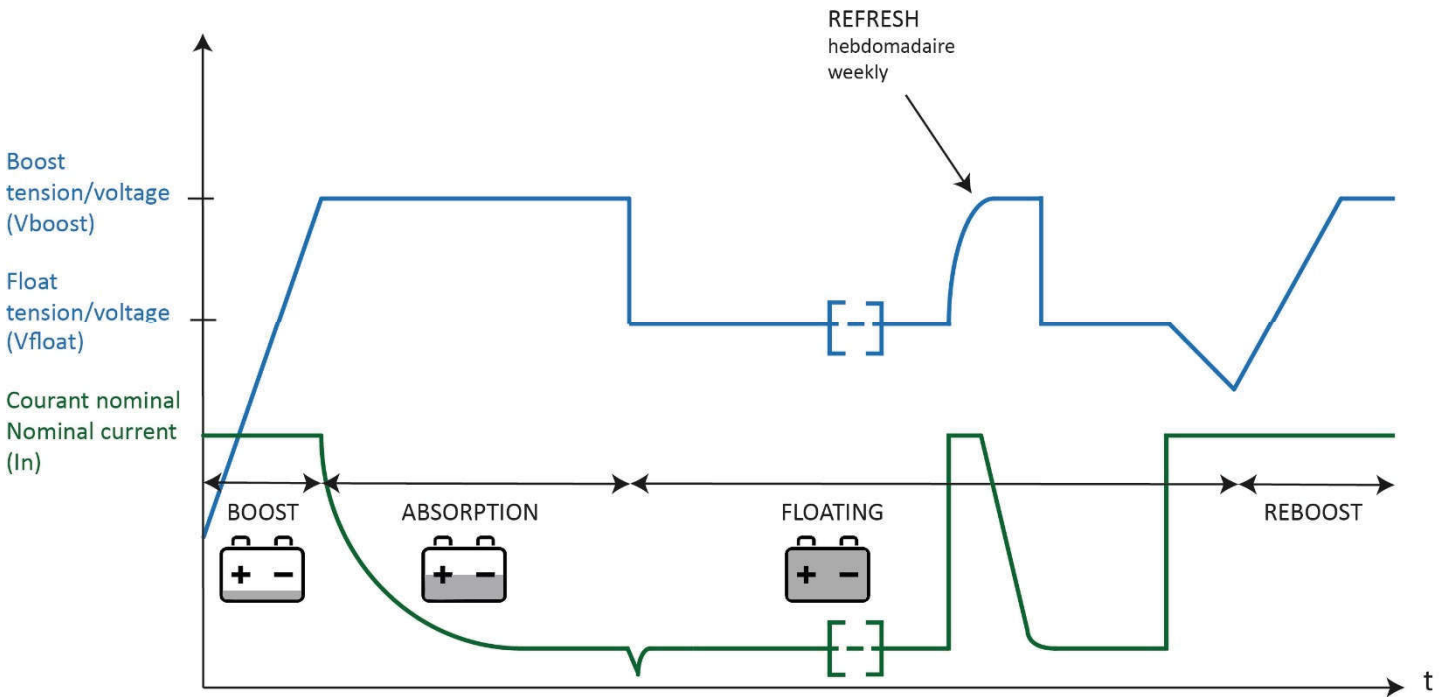 REFRESH
hebdomadaire
weekly
Boost
tension/voltage
(Vboost)
Float
tension/voltage
(Vfloat)
Courant nominal
Nominal current
(In)
BOOST
ABSORPTION
FLOATING
REBOOST
+ −
+ −
+ −
t